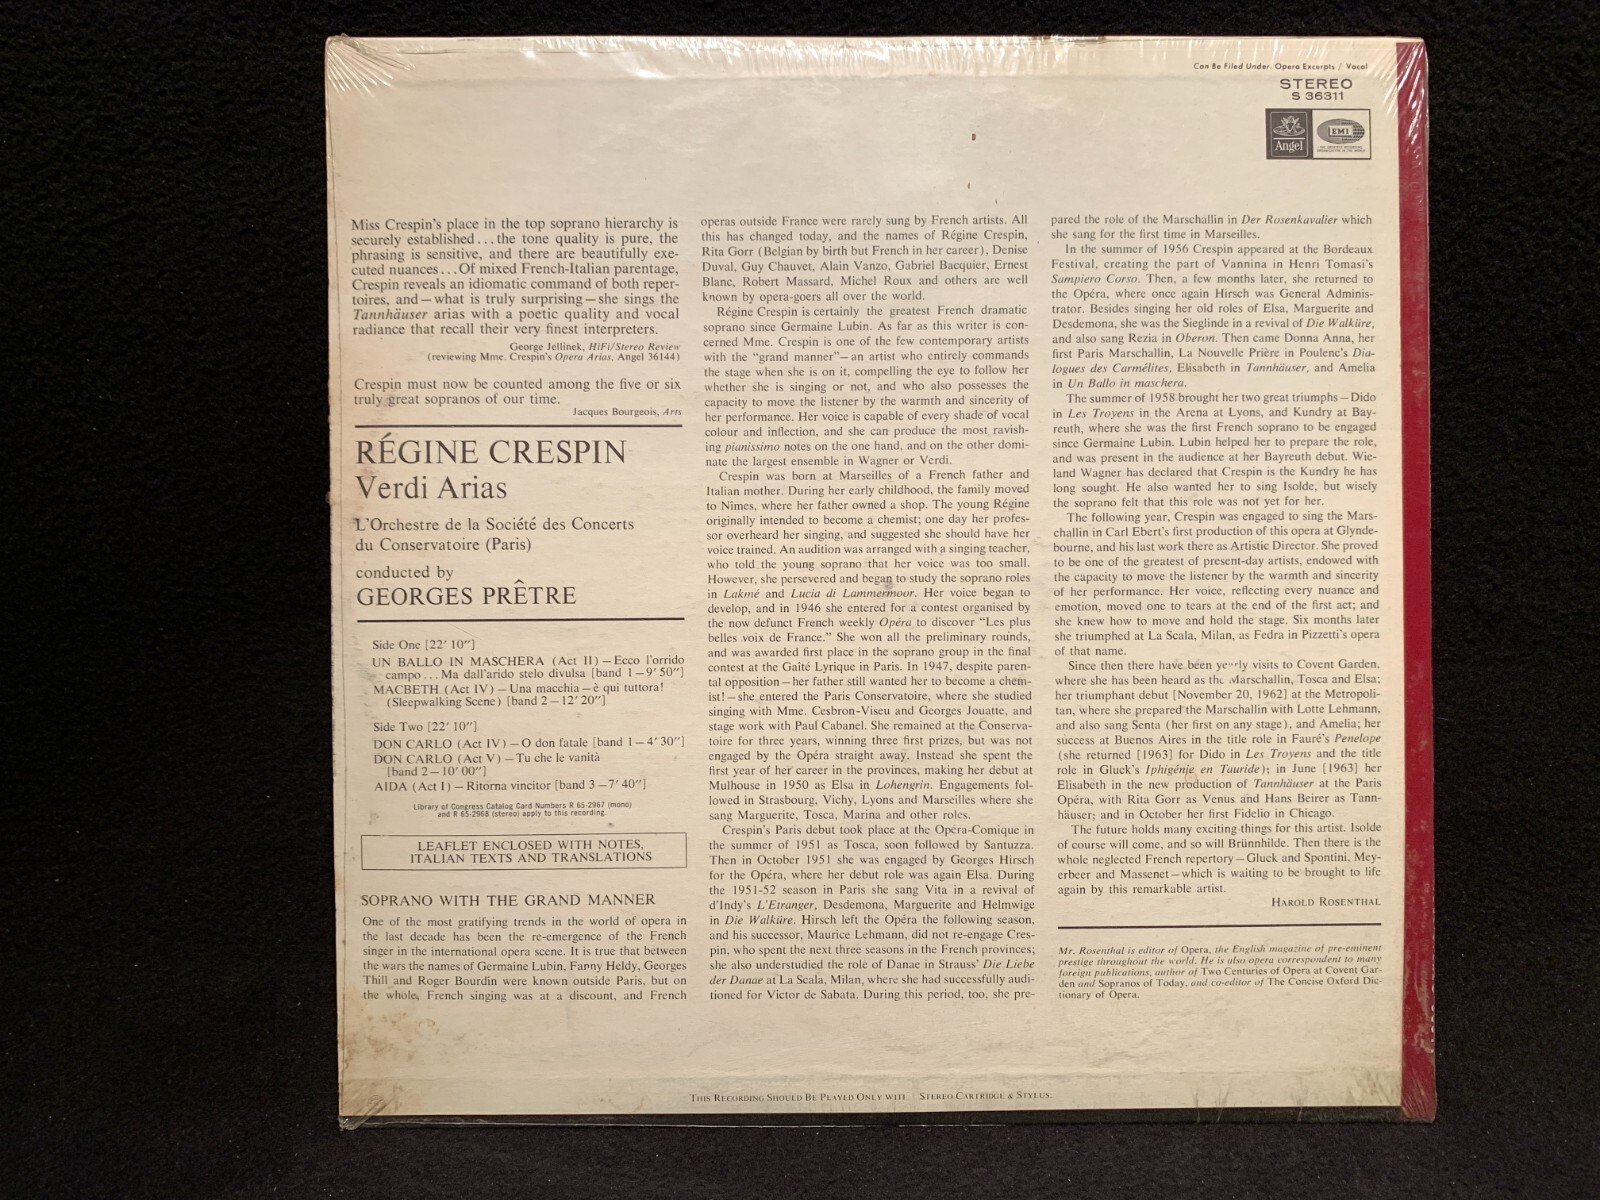 Can Be Filed Under: Opera Excerpts / Vocal
STEREO
S 36311
Angel
EMI
Miss Crespin's place in the top soprano hierarchy is
securely established...the tone quality is pure, the
phrasing is sensitive, and there are beautifully exe-
cuted nuances...Of mixed French-Italian parentage,
Crespin reveals an idiomatic command of both reper-
toires, and—what is truly surprising—she sings the
Tannhäuser arias with a poetic quality and vocal
radiance that recall their very finest interpreters.
George Jellinek, HiFi/Stereo Review
(reviewing Mme. Crespin's Opera Arias, Angel 36144)
Crespin must now be counted among the five or six
truly great sopranos of our time.
Jacques Bourgeois, Arts
RÉGINE CRESPIN
Verdi Arias
L'Orchestre de la Société des Concerts
du Conservatoire (Paris)
conducted by
GEORGES PRÊTRE
Side One [22' 10"]
UN BALLO IN MASCHERA (Act II)—Ecco l'orrido
campo...Ma dall'arido stelo divulsa [band 1—9' 50"]
MACBETH (Act IV)—Una macchia—è qui tuttora!
(Sleepwalking Scene) [band 2—12' 20"]
Side Two [22' 10"]
DON CARLO (Act IV)—O don fatale [band 1—4' 30"]
DON CARLO (Act V)—Tu che le vanità
[band 2—10' 00"]
AIDA (Act I)—Ritorna vincitor [band 3—7' 40"]
Library of Congress Catalog Card Numbers R 65-2967 (mono)
and R 65-2968 (stereo) apply to this recording.
LEAFLET ENCLOSED WITH NOTES,
ITALIAN TEXTS AND TRANSLATIONS
SOPRANO WITH THE GRAND MANNER
One of the most gratifying trends in the world of opera in
the last decade has been the re-emergence of the French
singer in the international opera scene. It is true that between
the wars the names of Germaine Lubin, Fanny Heldy, Georges
Thill and Roger Bourdin were known outside Paris, but on
the whole, French singing was at a discount, and French
operas outside France were rarely sung by French artists. All
this has changed today, and the names of Régine Crespin,
Rita Gorr (Belgian by birth but French in her career), Denise
Duval, Guy Chauvet, Alain Vanzo, Gabriel Bacquier, Ernest
Blanc, Robert Massard, Michel Roux and others are well
known by opera-goers all over the world.
Régine Crespin is certainly the greatest French dramatic
soprano since Germaine Lubin. As far as this writer is con-
cerned Mme. Crespin is one of the few contemporary artists
with the "grand manner"—an artist who entirely commands
the stage when she is on it, compelling the eye to follow her
whether she is singing or not, and who also possesses the
capacity to move the listener by the warmth and sincerity of
her performance. Her voice is capable of every shade of vocal
colour and inflection, and she can produce the most ravish-
ing pianissimo notes on the one hand, and on the other domi-
nate the largest ensemble in Wagner or Verdi.
Crespin was born at Marseilles of a French father and
Italian mother. During her early childhood, the family moved
to Nîmes, where her father owned a shop. The young Régine
originally intended to become a chemist; one day her profes-
sor overheard her singing, and suggested she should have her
voice trained. An audition was arranged with a singing teacher,
who told the young soprano that her voice was too small.
However, she persevered and began to study the soprano roles
in Lakmé and Lucia di Lammermoor. Her voice began to
develop, and in 1946 she entered for a contest organised by
the now defunct French weekly Opéra to discover "Les plus
belles voix de France." She won all the preliminary rounds,
and was awarded first place in the soprano group in the final
contest at the Gaîté Lyrique in Paris. In 1947, despite paren-
tal opposition—her father still wanted her to become a chem-
ist!—she entered the Paris Conservatoire, where she studied
singing with Mme. Cesbron-Viseu and Georges Jouatte, and
stage work with Paul Cabanel. She remained at the Conserva-
toire for three years, winning three first prizes, but was not
engaged by the Opéra straight away. Instead she spent the
first year of her career in the provinces, making her debut at
Mulhouse in 1950 as Elsa in Lohengrin. Engagements fol-
lowed in Strasbourg, Vichy, Lyons and Marseilles where she
sang Marguerite, Tosca, Marina and other roles.
Crespin's Paris debut took place at the Opéra-Comique in
the summer of 1951 as Tosca, soon followed by Santuzza.
Then in October 1951 she was engaged by Georges Hirsch
for the Opéra, where her debut role was again Elsa. During
the 1951-52 season in Paris she sang Vita in a revival of
d'Indy's L'Etranger, Desdemona, Marguerite and Helmwige
in Die Walküre. Hirsch left the Opéra the following season,
and his successor, Maurice Lehmann, did not re-engage Cres-
pin, who spent the next three seasons in the French provinces;
she also understudied the role of Danae in Strauss' Die Liebe
der Danae at La Scala, Milan, where she had successfully audi-
tioned for Victor de Sabata. During this period, too, she pre-
pared the role of the Marschallin in Der Rosenkavalier which
she sang for the first time in Marseilles.
In the summer of 1956 Crespin appeared at the Bordeaux
Festival, creating the part of Vannina in Henri Tomasi's
Sampiero Corso. Then, a few months later, she returned to
the Opéra, where once again Hirsch was General Adminis-
trator. Besides singing her old roles of Elsa, Marguerite and
Desdemona, she was the Sieglinde in a revival of Die Walküre,
and also sang Rezia in Oberon. Then came Donna Anna, her
first Paris Marschallin, La Nouvelle Prière in Poulenc's Dia-
logues des Carmélites, Elisabeth in Tannhäuser, and Amelia
in Un Ballo in maschera.
The summer of 1958 brought her two great triumphs—Dido
in Les Troyens in the Arena at Lyons, and Kundry at Bay-
reuth, where she was the first French soprano to be engaged
since Germaine Lubin. Lubin helped her to prepare the role,
and was present in the audience at her Bayreuth debut. Wie-
land Wagner has declared that Crespin is the Kundry he has
long sought. He also wanted her to sing Isolde, but wisely
the soprano felt that this role was not yet for her.
The following year, Crespin was engaged to sing the Mars-
challin in Carl Ebert's first production of this opera at Glynde-
bourne, and his last work there as Artistic Director. She proved
to be one of the greatest of present-day artists, endowed with
the capacity to move the listener by the warmth and sincerity
of her performance. Her voice, reflecting every nuance and
emotion, moved one to tears at the end of the first act; and
she knew how to move and hold the stage. Six months later
she triumphed at La Scala, Milan, as Fedra in Pizzetti's opera
of that name.
Since then there have been yearly visits to Covent Garden,
where she has been heard as the Marschallin, Tosca and Elsa;
her triumphant debut [November 20, 1962] at the Metropoli-
tan, where she prepared the Marschallin with Lotte Lehmann,
and also sang Senta (her first on any stage), and Amelia; her
success at Buenos Aires in the title role in Fauré's Penelope
(she returned [1963] for Dido in Les Troyens and the title
role in Gluck's Iphigénie en Tauride); in June [1963] her
Elisabeth in the new production of Tannhäuser at the Paris
Opéra, with Rita Gorr as Venus and Hans Beirer as Tann-
häuser; and in October her first Fidelio in Chicago.
The future holds many exciting things for this artist. Isolde
of course will come, and so will Brünnhilde. Then there is the
whole neglected French repertory—Gluck and Spontini, Mey-
erbeer and Massenet—which is waiting to be brought to life
again by this remarkable artist.
HAROLD ROSENTHAL
Mr. Rosenthal is editor of Opera, the English magazine of pre-eminent
prestige throughout the world. He is also opera correspondent to many
foreign publications, author of Two Centuries of Opera at Covent Gar-
den and Sopranos of Today, and co-editor of The Concise Oxford Dic-
tionary of Opera.
THIS RECORDING SHOULD BE PLAYED ONLY WITH STEREO CARTRIDGE & STYLUS.